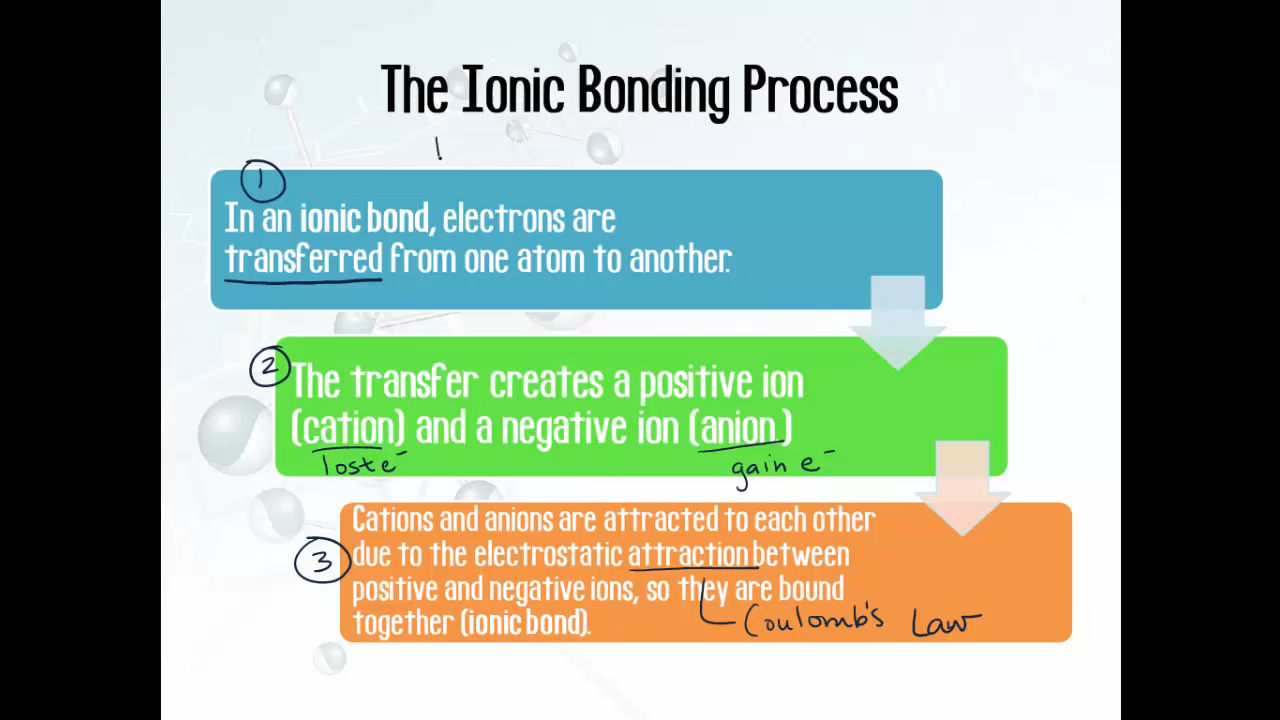 The Ionic Bonding Process
!
1
In an ionic bond, electrons are
transferred from one atom to another.
2
The transfer creates a positive ion
(cation) and a negative ion (anion)
lost e⁻
gain e⁻
Cations and anions are attracted to each other
3
due to the electrostatic attraction between
positive and negative ions, so they are bound
together (ionic bond).
Coulomb's Law